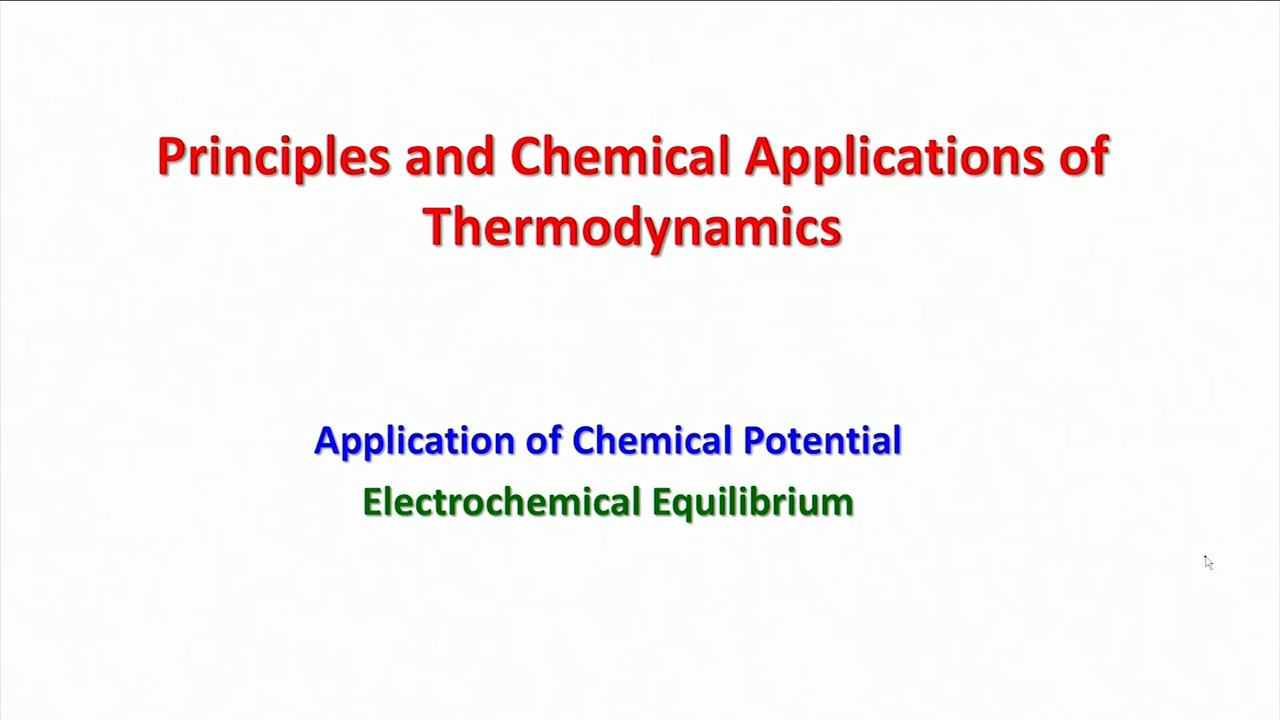 Principles and Chemical Applications of
Thermodynamics
Application of Chemical Potential
Electrochemical Equilibrium